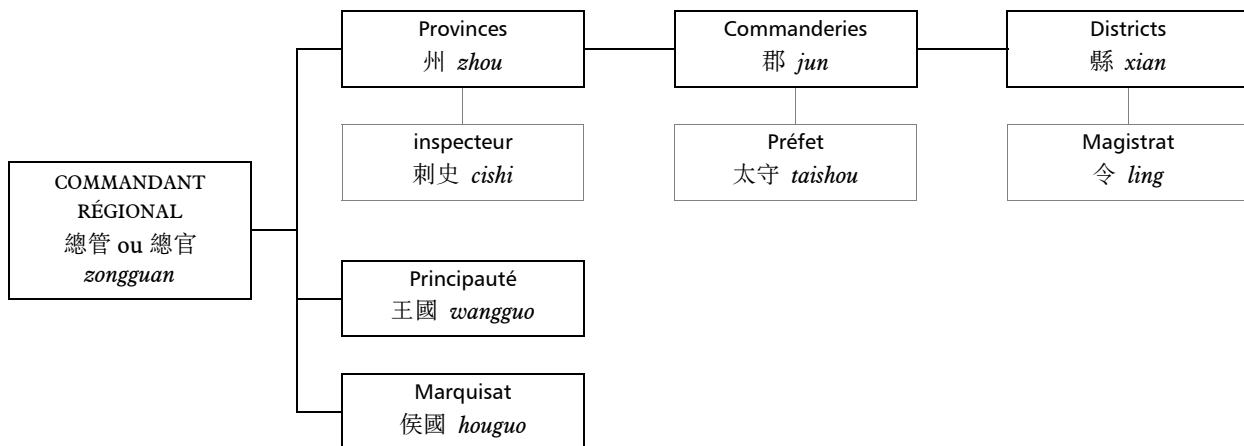 Provinces
州 zhou
Commanderies
郡 jun
Districts
縣 xian
inspecteur
刺史 cishi
Préfet
太守 taishou
Magistrat
令 ling
COMMANDANT
RÉGIONAL
總管 ou 總官
zongguan
Principauté
王國 wangguo
Marquisat
侯國 houguo